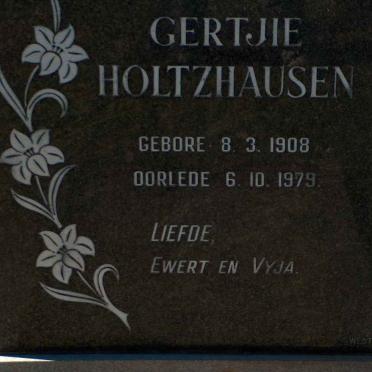 GERTJIE
HOLTZHAUSEN
GEBORE 8. 3. 1908
OORLEDE 6. 10. 1979.
LIEFDE,
EWERT EN VYJA.